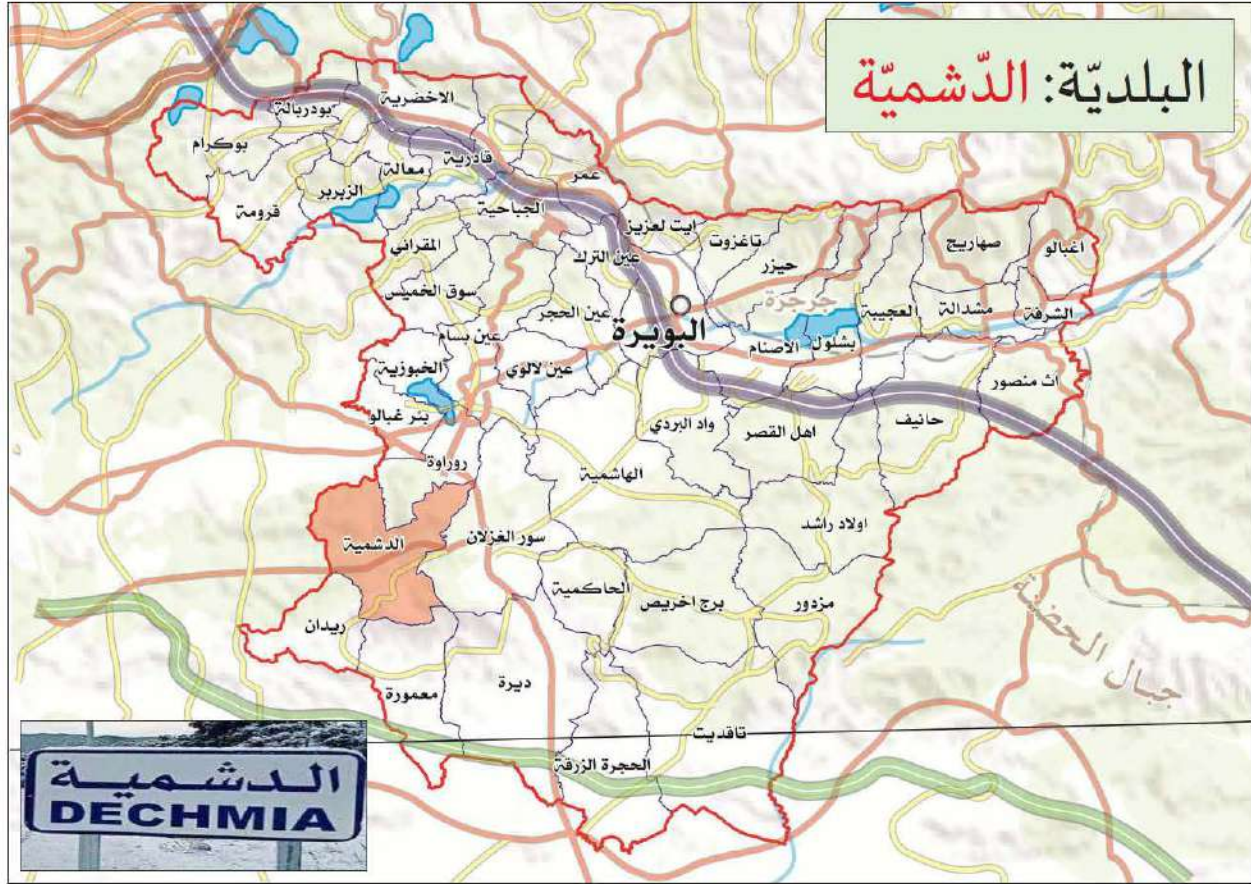 البلديّة: الدّشميّة
الاخضرية
بودربالة
بوكرام
قادرية
معالة
عمر
الزبربر
قرومة
الجباحية
ايت لعزيز
تاغزوت
صهاريج
اغبالو
المقراني
عين الترك
حيزر
سوق الخميس
جرجرة
العجيبة
مشدالة
الشرفة
عين الحجر
البويرة
الاصنام
بشلول
عين بسام
الخبوزية
عين لالوي
اث منصور
بئر غبالو
واد البردي
اهل القصر
حانيف
روراوة
الهاشمية
اولاد راشد
الدشمية
سور الغزلان
الحاكمية
برج اخريص
مزدور
جبال الحضنة
ريدان
معمورة
ديرة
تاقديت
الحجرة الزرقة
الدشمية
DECHMIA